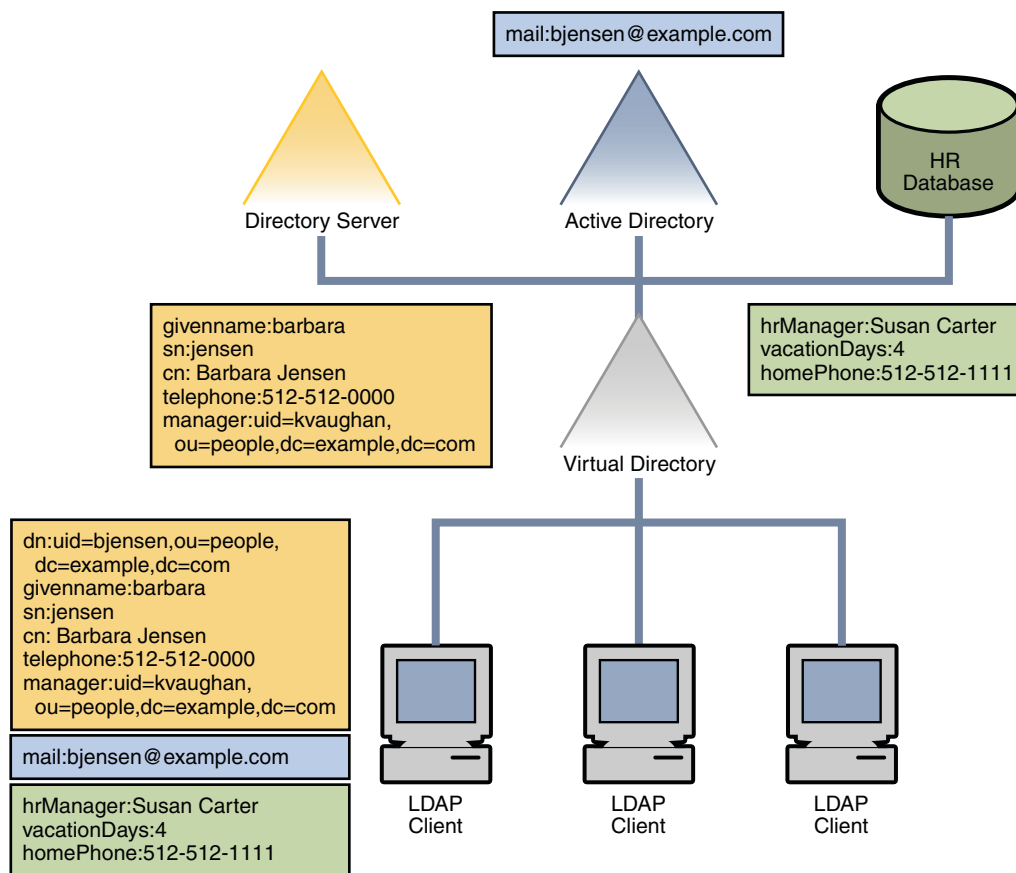 mail:bjensen@example.com
Directory Server
Active Directory
HR
Database
givenname:barbara
sn:jensen
cn: Barbara Jensen
telephone:512-512-0000
manager:uid=kvaughan,
ou=people,dc=example,dc=com
hrManager:Susan Carter
vacationDays:4
homePhone:512-512-1111
Virtual Directory
dn:uid=bjensen,ou=people,
dc=example,dc=com
givenname:barbara
sn:jensen
cn: Barbara Jensen
telephone:512-512-0000
manager:uid=kvaughan,
ou=people,dc=example,dc=com
mail:bjensen@example.com
hrManager:Susan Carter
vacationDays:4
homePhone:512-512-1111
LDAP
Client
LDAP
Client
LDAP
Client